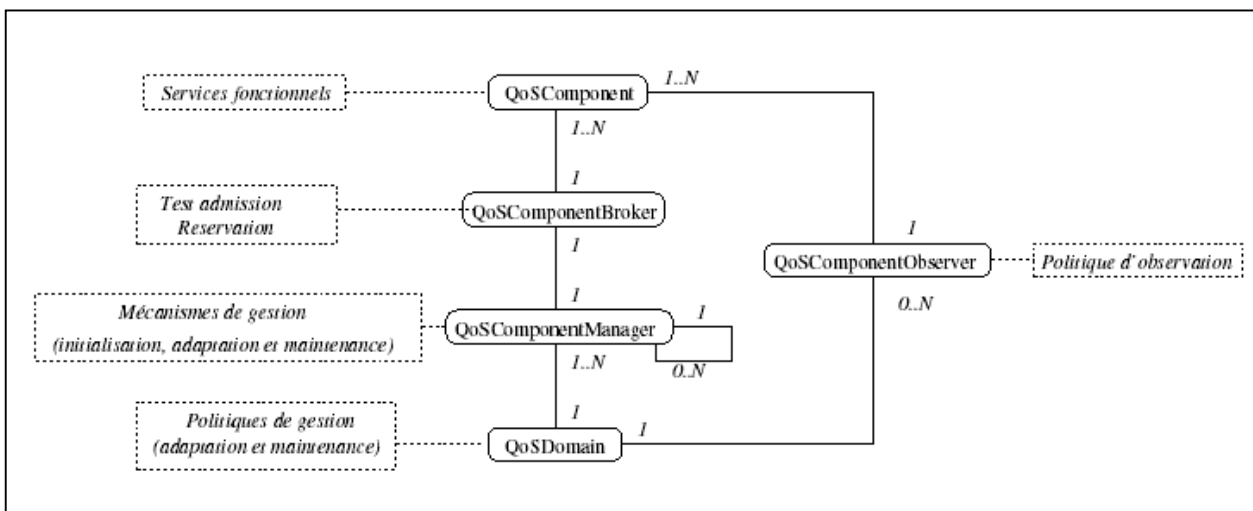 1..N
Services fonctionnels
QoSComponent
1..N
1
Test admission
Reservation
QoSComponentBroker
1
1
QoSComponentObserver
Politique d'observation
0..N
1
Mécanismes de gestion
(initialisation, adaptation et maintenance)
QoSComponentManager
1
0..N
1..N
1
Politiques de gestion
(adaptation et maintenance)
QoSDomain
1